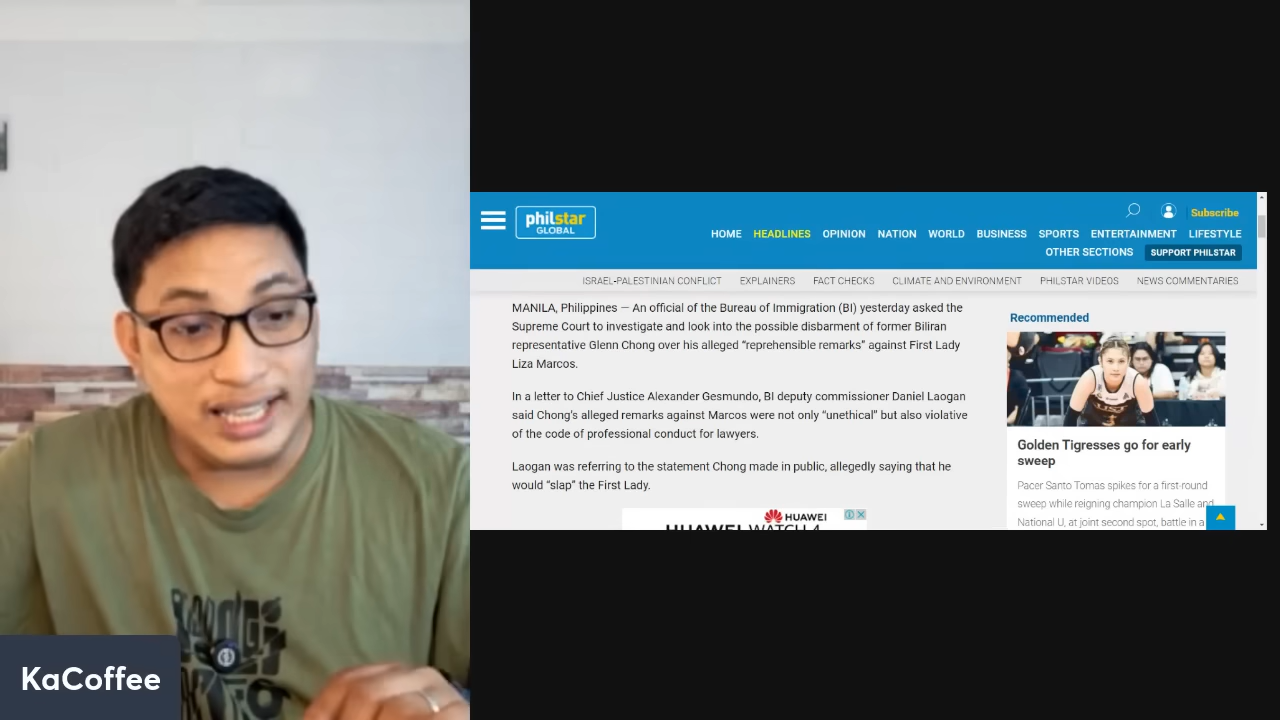 KaCoffee
philstar
GLOBAL
Subscribe
HOME HEADLINES OPINION NATION WORLD BUSINESS SPORTS ENTERTAINMENT LIFESTYLE
OTHER SECTIONS SUPPORT PHILSTAR
ISRAEL-PALESTINIAN CONFLICT EXPLAINERS FACT CHECKS CLIMATE AND ENVIRONMENT PHILSTAR VIDEOS NEWS COMMENTARIES
MANILA, Philippines — An official of the Bureau of Immigration (BI) yesterday asked the
Supreme Court to investigate and look into the possible disbarment of former Biliran
representative Glenn Chong over his alleged “reprehensible remarks” against First Lady
Liza Marcos.
In a letter to Chief Justice Alexander Gesmundo, BI deputy commissioner Daniel Laogan
said Chong’s alleged remarks against Marcos were not only “unethical” but also violative
of the code of professional conduct for lawyers.
Laogan was referring to the statement Chong made in public, allegedly saying that he
would “slap” the First Lady.
HUAWEI
HUAWEI WATCH 4
Recommended
Golden Tigresses go for early
sweep
Pacer Santo Tomas spikes for a first-round
sweep while reigning champion La Salle and
National U, at joint second spot, battle in a